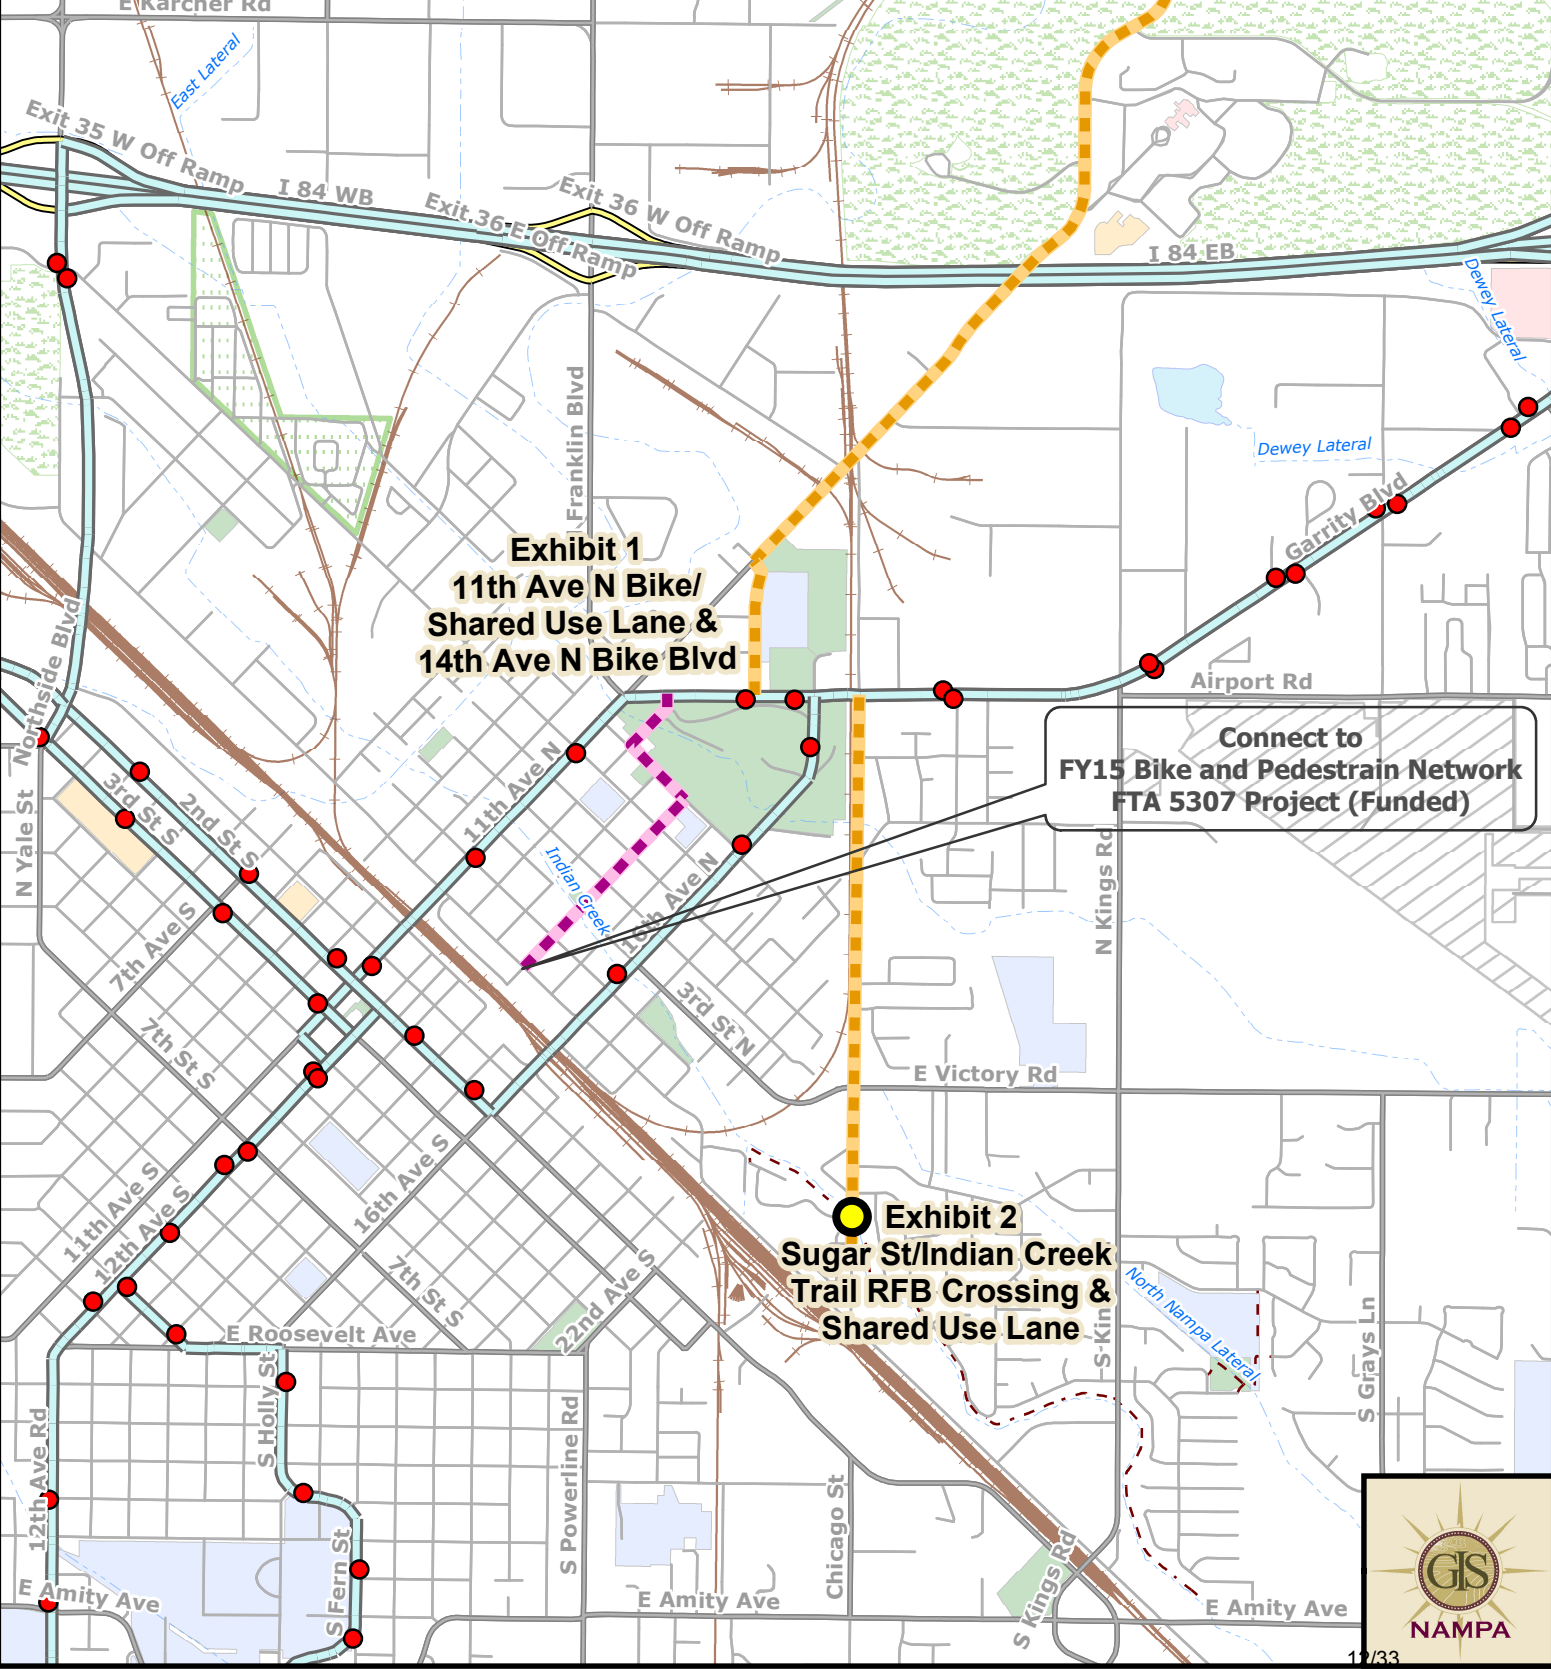 E Karcher Rd
East Lateral
Exit 35 W Off Ramp
I 84 WB
Exit 36 W Off Ramp
Exit 36 E Off Ramp
I 84 EB
Dewey Lateral
Franklin Blvd
Dewey Lateral
Garrity Blvd
Exhibit 1
11th Ave N Bike/
Shared Use Lane &
14th Ave N Bike Blvd
Northside Blvd
Airport Rd
Connect to
FY15 Bike and Pedestrain Network
FTA 5307 Project (Funded)
11th Ave N
3rd St S
2nd St S
N Yale St
Indian Creek
16th Ave N
N Kings Rd
7th Ave S
3rd St N
7th St S
E Victory Rd
11th Ave S
12th Ave S
16th Ave S
7th St S
22nd Ave S
Exhibit 2
Sugar St/Indian Creek
Trail RFB Crossing &
Shared Use Lane
North Nampa Lateral
S Kin
S Grays Ln
E Roosevelt Ave
S Holly St
12th Ave Rd
S Powerline Rd
Chicago St
S Fern St
S Kings Rd
E Amity Ave
E Amity Ave
E Amity Ave
GIS
NAMPA
12/33